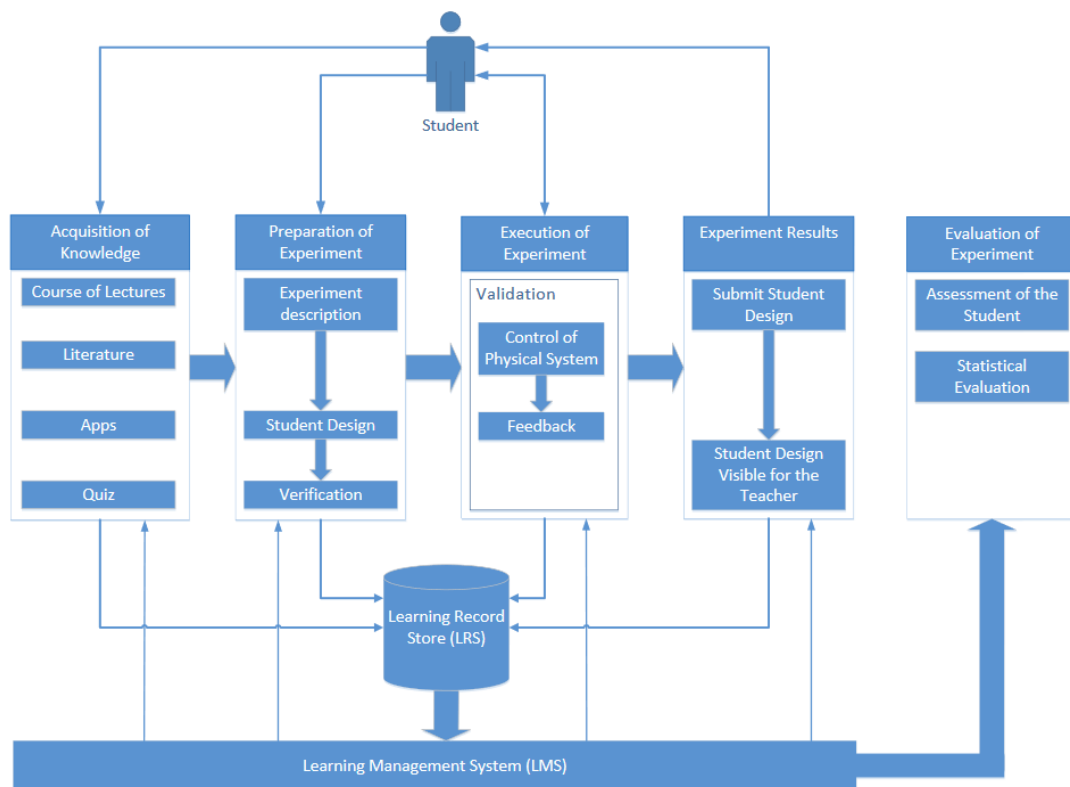 Student
Acquisition of
Knowledge
Course of Lectures
Literature
Apps
Quiz
Preparation of
Experiment
Experiment
description
Student Design
Verification
Execution of
Experiment
Validation
Control of
Physical System
Feedback
Experiment Results
Submit Student
Design
Student Design
Visible for the
Teacher
Evaluation of
Experiment
Assessment of the
Student
Statistical
Evaluation
Learning Record
Store (LRS)
Learning Management System (LMS)